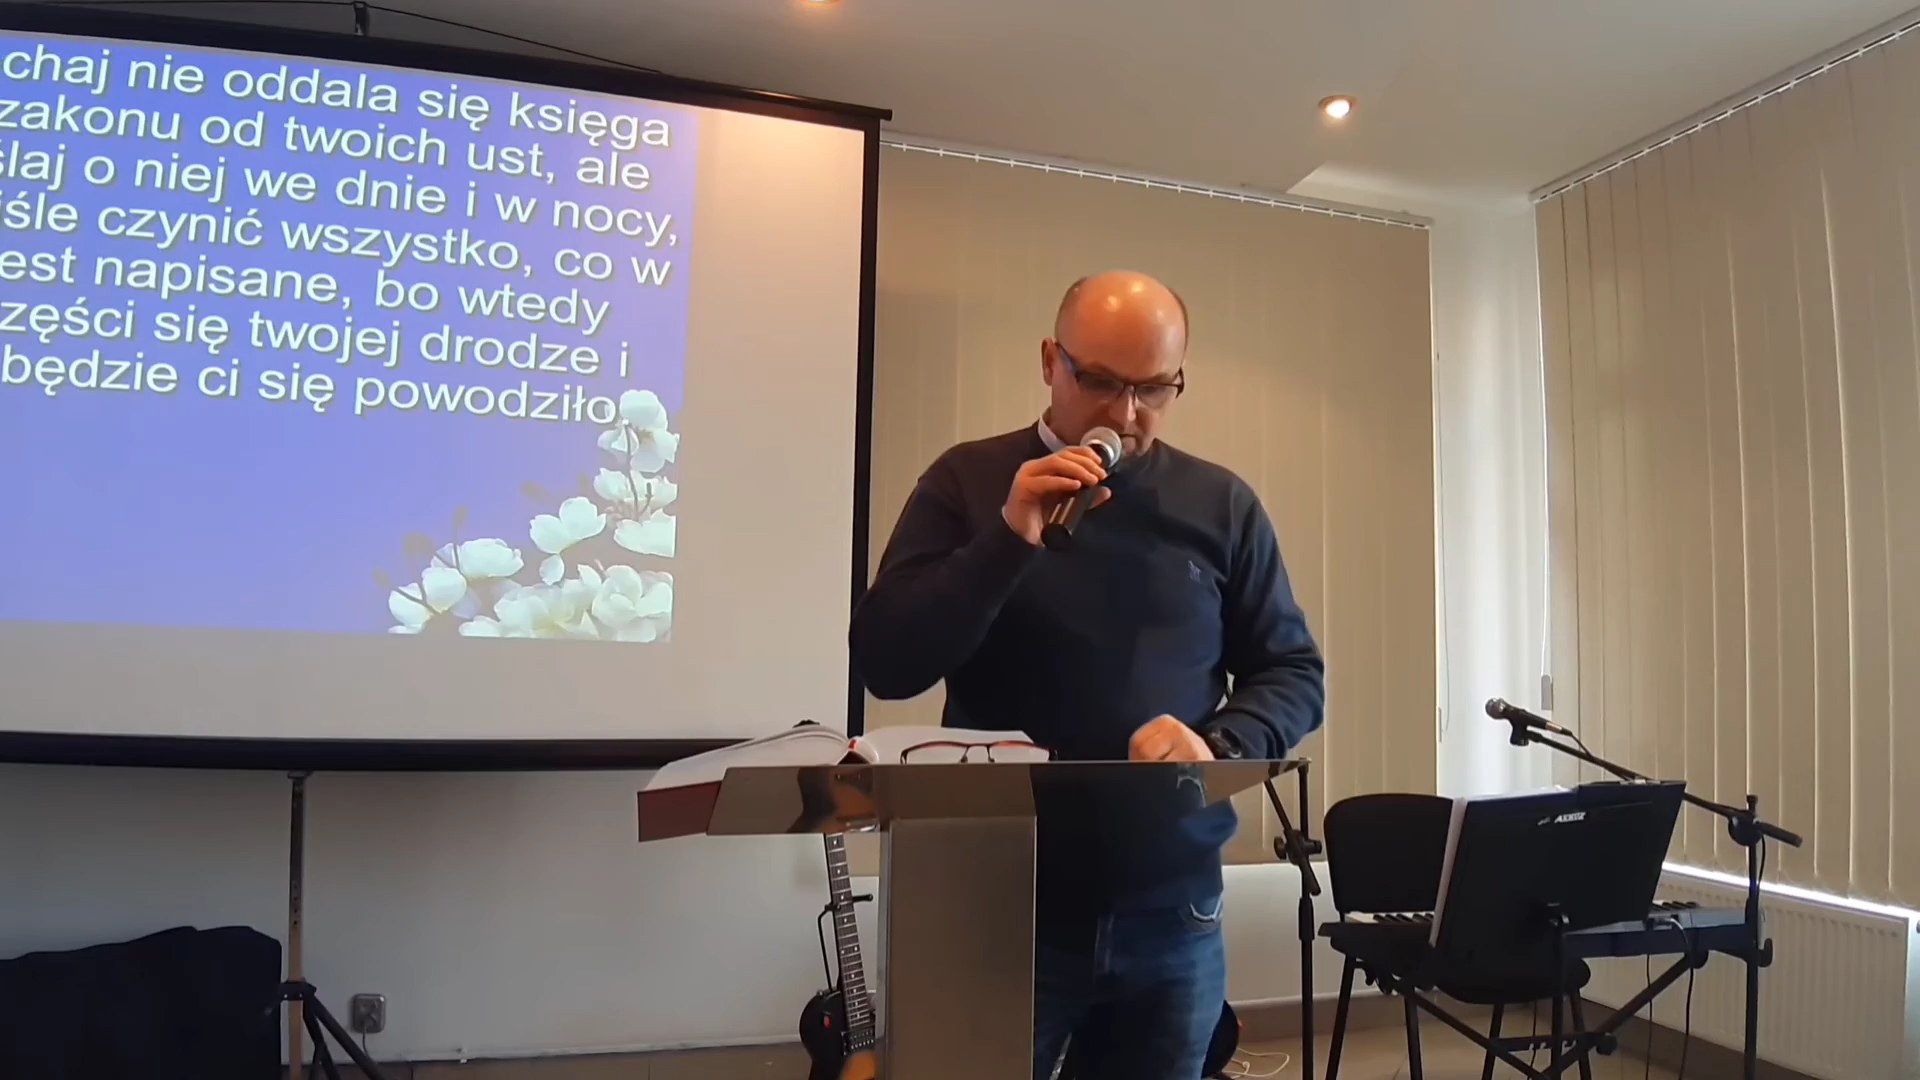 chaj nie oddala się księga
zakonu od twoich ust, ale
ślaj o niej we dnie i w nocy,
iśle czynić wszystko, co w
est napisane, bo wtedy
zęści się twojej drodze i
będzie ci się powodziło